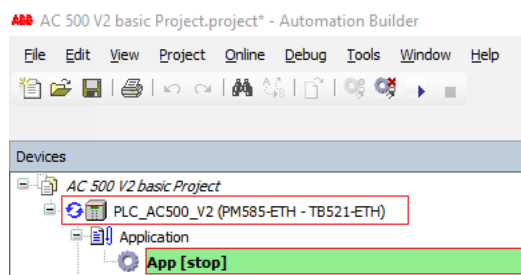 ABB AC 500 V2 basic Project.project* - Automation Builder
File Edit View Project Online Debug Tools Window Help
Devices
AC 500 V2 basic Project
PLC_AC500_V2 (PM585-ETH - TB521-ETH)
Application
App [stop]